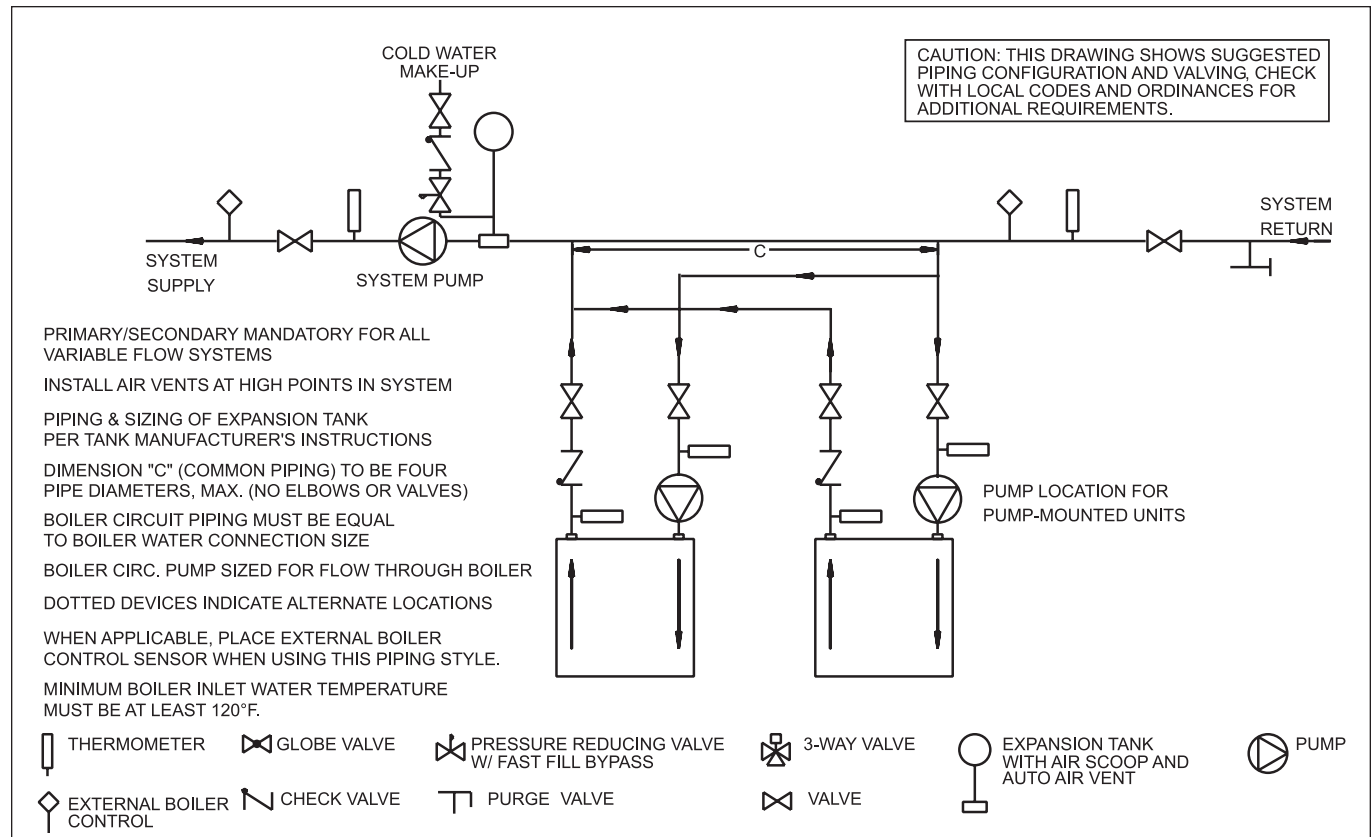 COLD WATER
MAKE-UP
CAUTION: THIS DRAWING SHOWS SUGGESTED
PIPING CONFIGURATION AND VALVING, CHECK
WITH LOCAL CODES AND ORDINANCES FOR
ADDITIONAL REQUIREMENTS.
SYSTEM
RETURN
SYSTEM
SUPPLY
SYSTEM PUMP
C
PRIMARY/SECONDARY MANDATORY FOR ALL
VARIABLE FLOW SYSTEMS
INSTALL AIR VENTS AT HIGH POINTS IN SYSTEM
PIPING & SIZING OF EXPANSION TANK
PER TANK MANUFACTURER'S INSTRUCTIONS
DIMENSION "C" (COMMON PIPING) TO BE FOUR
PIPE DIAMETERS, MAX. (NO ELBOWS OR VALVES)
BOILER CIRCUIT PIPING MUST BE EQUAL
TO BOILER WATER CONNECTION SIZE
BOILER CIRC. PUMP SIZED FOR FLOW THROUGH BOILER
DOTTED DEVICES INDICATE ALTERNATE LOCATIONS
WHEN APPLICABLE, PLACE EXTERNAL BOILER
CONTROL SENSOR WHEN USING THIS PIPING STYLE.
MINIMUM BOILER INLET WATER TEMPERATURE
MUST BE AT LEAST 120°F.
PUMP LOCATION FOR
PUMP-MOUNTED UNITS
THERMOMETER
GLOBE VALVE
PRESSURE REDUCING VALVE
W/ FAST FILL BYPASS
3-WAY VALVE
EXPANSION TANK
WITH AIR SCOOP AND
AUTO AIR VENT
PUMP
EXTERNAL BOILER
CONTROL
CHECK VALVE
PURGE VALVE
VALVE